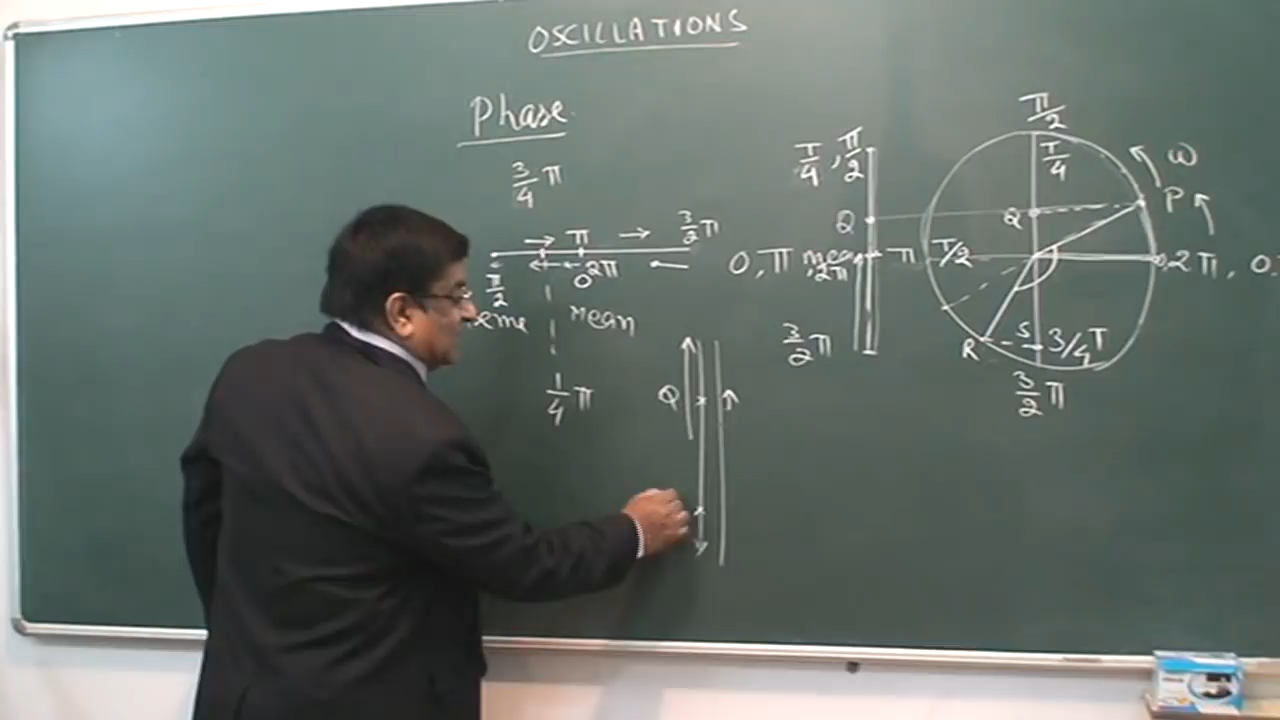 OSCILLATIONS
Phase
3/4 π
→ π → 3/2 π
π/2 0 2π
Mean
1/4 π
Q
T/4, π/2
Q
0, π mean, 2π π
3/2 π
π/2
T/4
ω
P
Q
T/2
2π, 0
R S 3/4 T
3/2 π